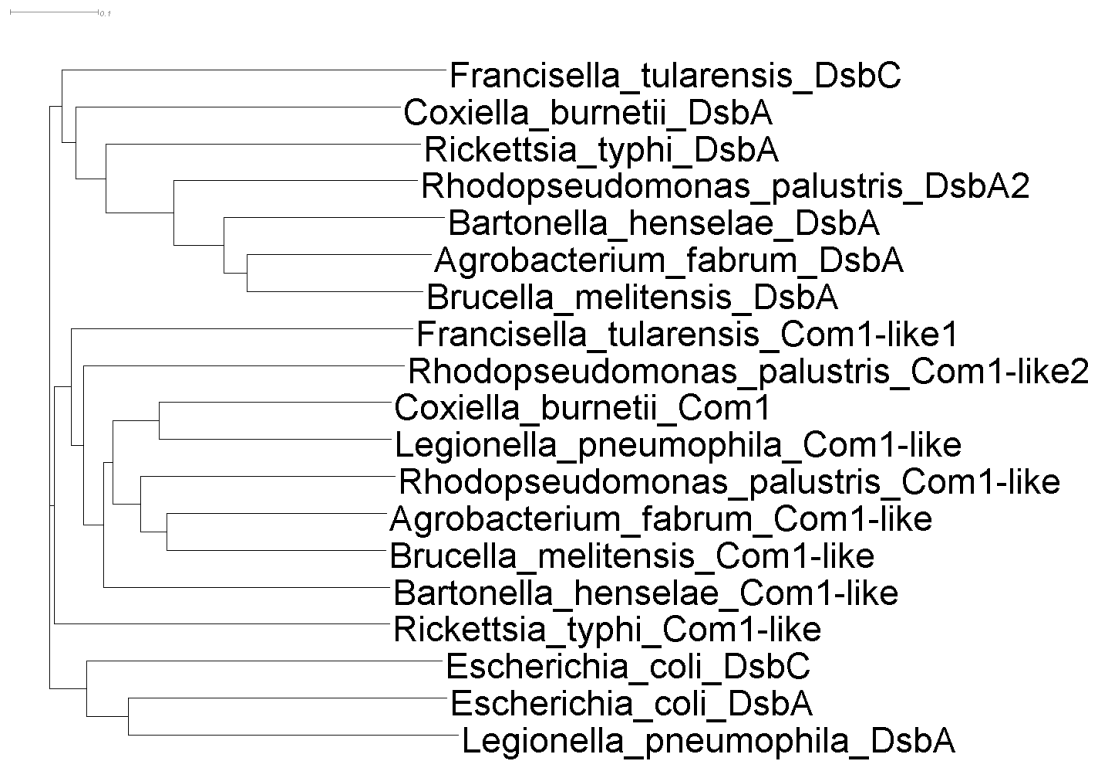 0.1
Francisella_tularensis_DsbC
Coxiella_burnetii_DsbA
Rickettsia_typhi_DsbA
Rhodopseudomonas_palustris_DsbA2
Bartonella_henselae_DsbA
Agrobacterium_fabrum_DsbA
Brucella_melitensis_DsbA
Francisella_tularensis_Com1-like1
Rhodopseudomonas_palustris_Com1-like2
Coxiella_burnetii_Com1
Legionella_pneumophila_Com1-like
Rhodopseudomonas_palustris_Com1-like
Agrobacterium_fabrum_Com1-like
Brucella_melitensis_Com1-like
Bartonella_henselae_Com1-like
Rickettsia_typhi_Com1-like
Escherichia_coli_DsbC
Escherichia_coli_DsbA
Legionella_pneumophila_DsbA